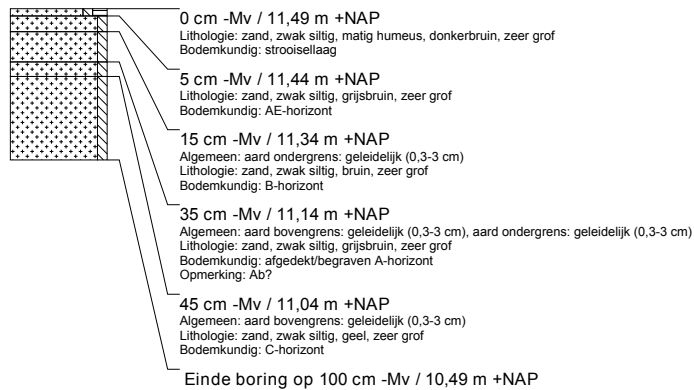 0 cm -Mv / 11,49 m +NAP
Lithologie: zand, zwak siltig, matig humeus, donkerbruin, zeer grof
Bodemkundig: strooisellaag
5 cm -Mv / 11,44 m +NAP
Lithologie: zand, zwak siltig, grijsbruin, zeer grof
Bodemkundig: AE-horizont
15 cm -Mv / 11,34 m +NAP
Algemeen: aard ondergrens: geleidelijk (0,3-3 cm)
Lithologie: zand, zwak siltig, bruin, zeer grof
Bodemkundig: B-horizont
35 cm -Mv / 11,14 m +NAP
Algemeen: aard bovengrens: geleidelijk (0,3-3 cm), aard ondergrens: geleidelijk (0,3-3 cm)
Lithologie: zand, zwak siltig, grijsbruin, zeer grof
Bodemkundig: afgedekt/begraven A-horizont
Opmerking: Ab?
45 cm -Mv / 11,04 m +NAP
Algemeen: aard bovengrens: geleidelijk (0,3-3 cm)
Lithologie: zand, zwak siltig, geel, zeer grof
Bodemkundig: C-horizont
Einde boring op 100 cm -Mv / 10,49 m +NAP